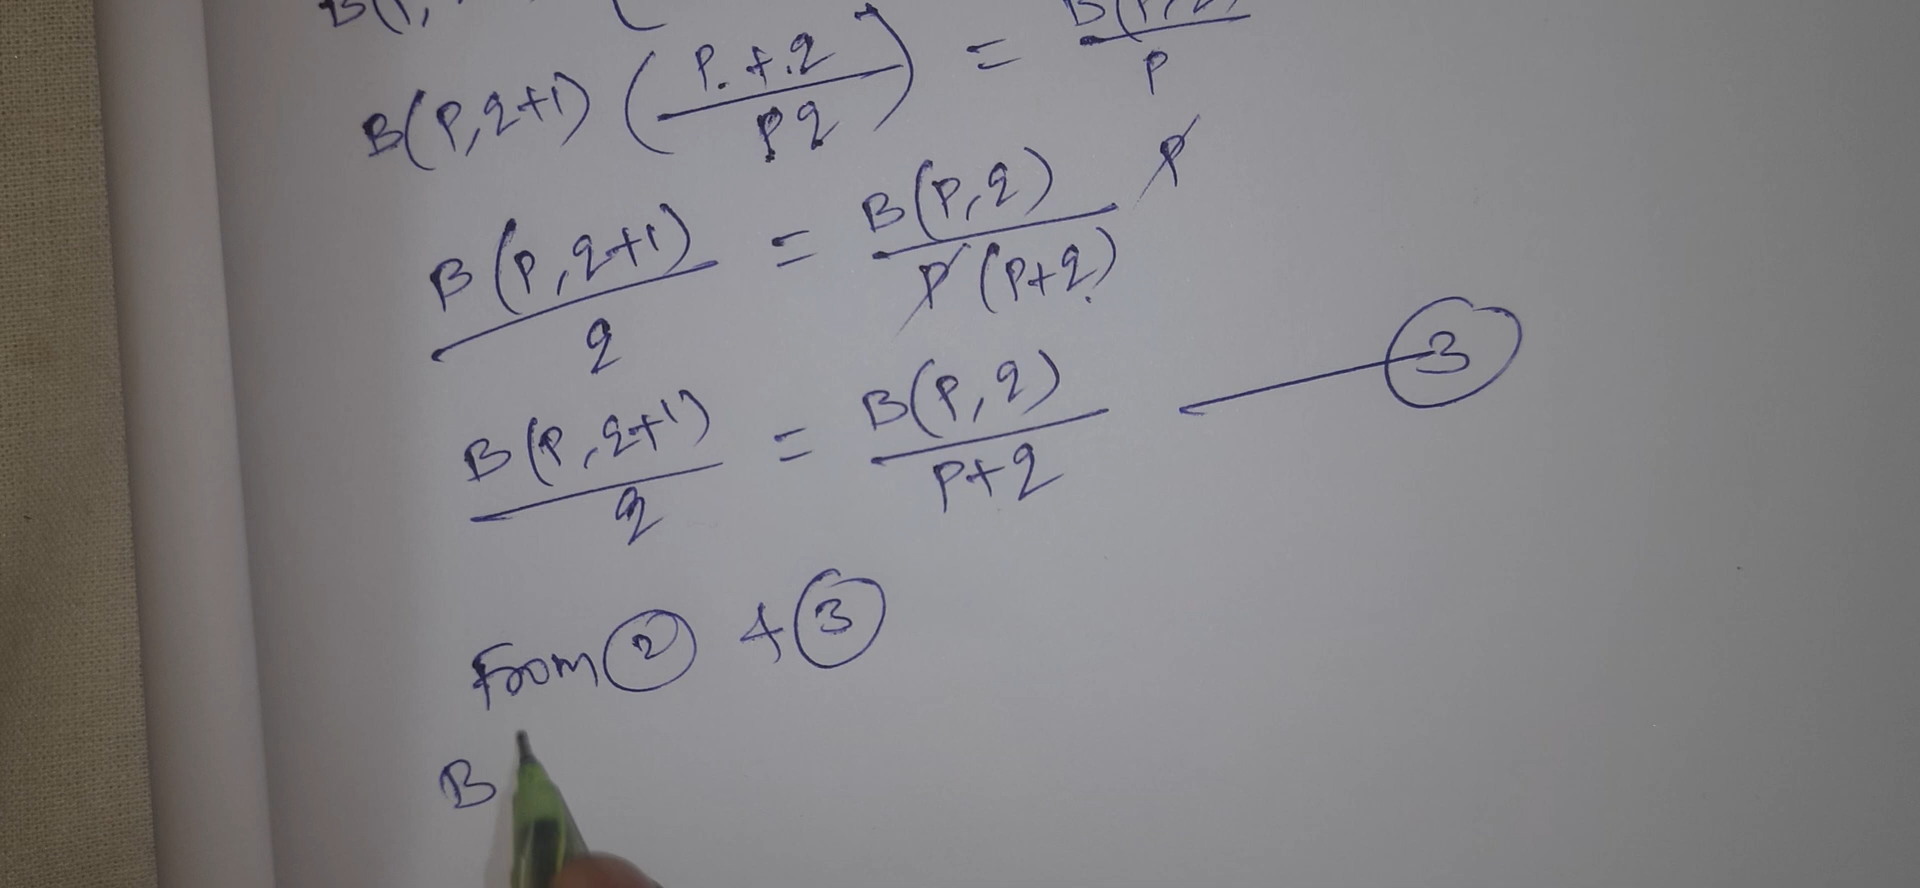 B(P,q+1) (P+q / Pq) = B(P,q) / P
B(P,q+1) / q = B(P,q) / P(P+q) P
B(P,q+1) / q = B(P,q) / P+q — 3
From 2 & 3
B